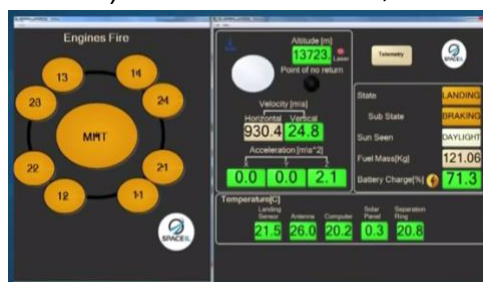 Engines Fire
13
14
23
24
MHT
22
21
12
11
SPACEIL
Altitude [m]
13723.
Laser
Point of no return
Velocity [m\s]
Horizontal Vertical
930.4 24.8
Acceleration [m\s^2]
0.0 0.0 2.1
Telemetry
SPACEIL
State LANDING
Sub State BRAKING
Sun Seen DAYLIGHT
Fuel Mass[Kg] 121.06
Battery Charge[%] 71.3
Temperature[C]
Landing Sensor Antenna Computer Solar Panel Separation Ring
21.5 26.0 20.2 0.3 20.8